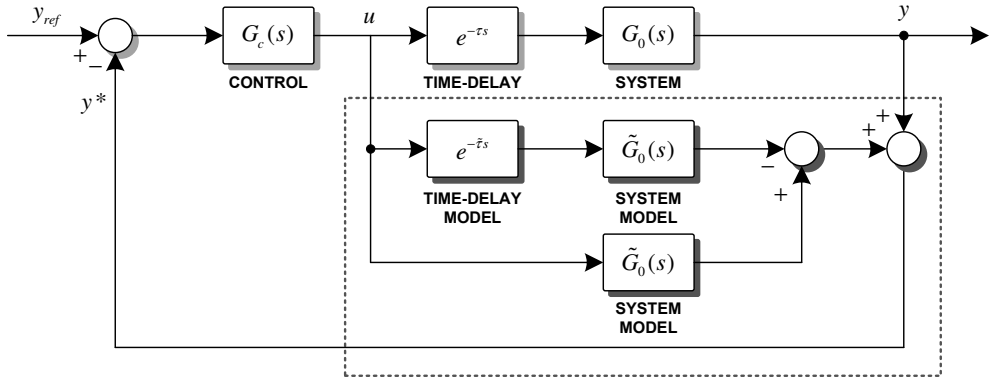 y_ref
+
−
G_c(s)
CONTROL
u
e^{-τs}
TIME-DELAY
G_0(s)
SYSTEM
y
y*
e^{-τ̃s}
TIME-DELAY
MODEL
G̃_0(s)
SYSTEM
MODEL
−
+
+
+
G̃_0(s)
SYSTEM
MODEL